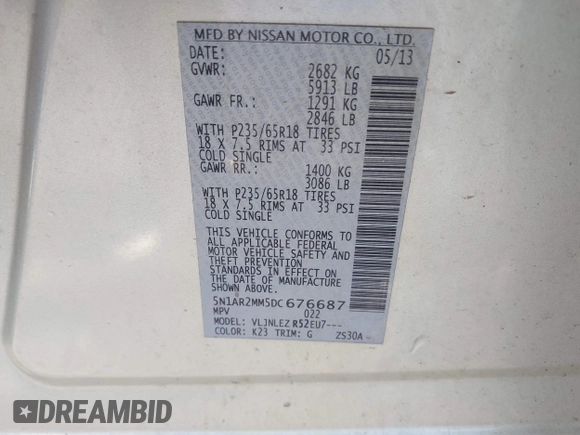 MFD BY NISSAN MOTOR CO., LTD.
DATE: 05/13
GVWR: 2682 KG
5913 LB
GAWR FR.: 1291 KG
2846 LB
WITH P235/65R18 TIRES
18 X 7.5 RIMS AT 33 PSI
COLD SINGLE
GAWR RR.: 1400 KG
3086 LB
WITH P235/65R18 TIRES
18 X 7.5 RIMS AT 33 PSI
COLD SINGLE
THIS VEHICLE CONFORMS TO
ALL APPLICABLE FEDERAL
MOTOR VEHICLE SAFETY AND
THEFT PREVENTION
STANDARDS IN EFFECT ON
THE DATE OF MANUFACTURE
SHOWN ABOVE.
5N1AR2MM5DC676687
MPV 022
MODEL: VLJNLEZ R52EU7---
COLOR: K23 TRIM: G ZS30A
DREAMBID